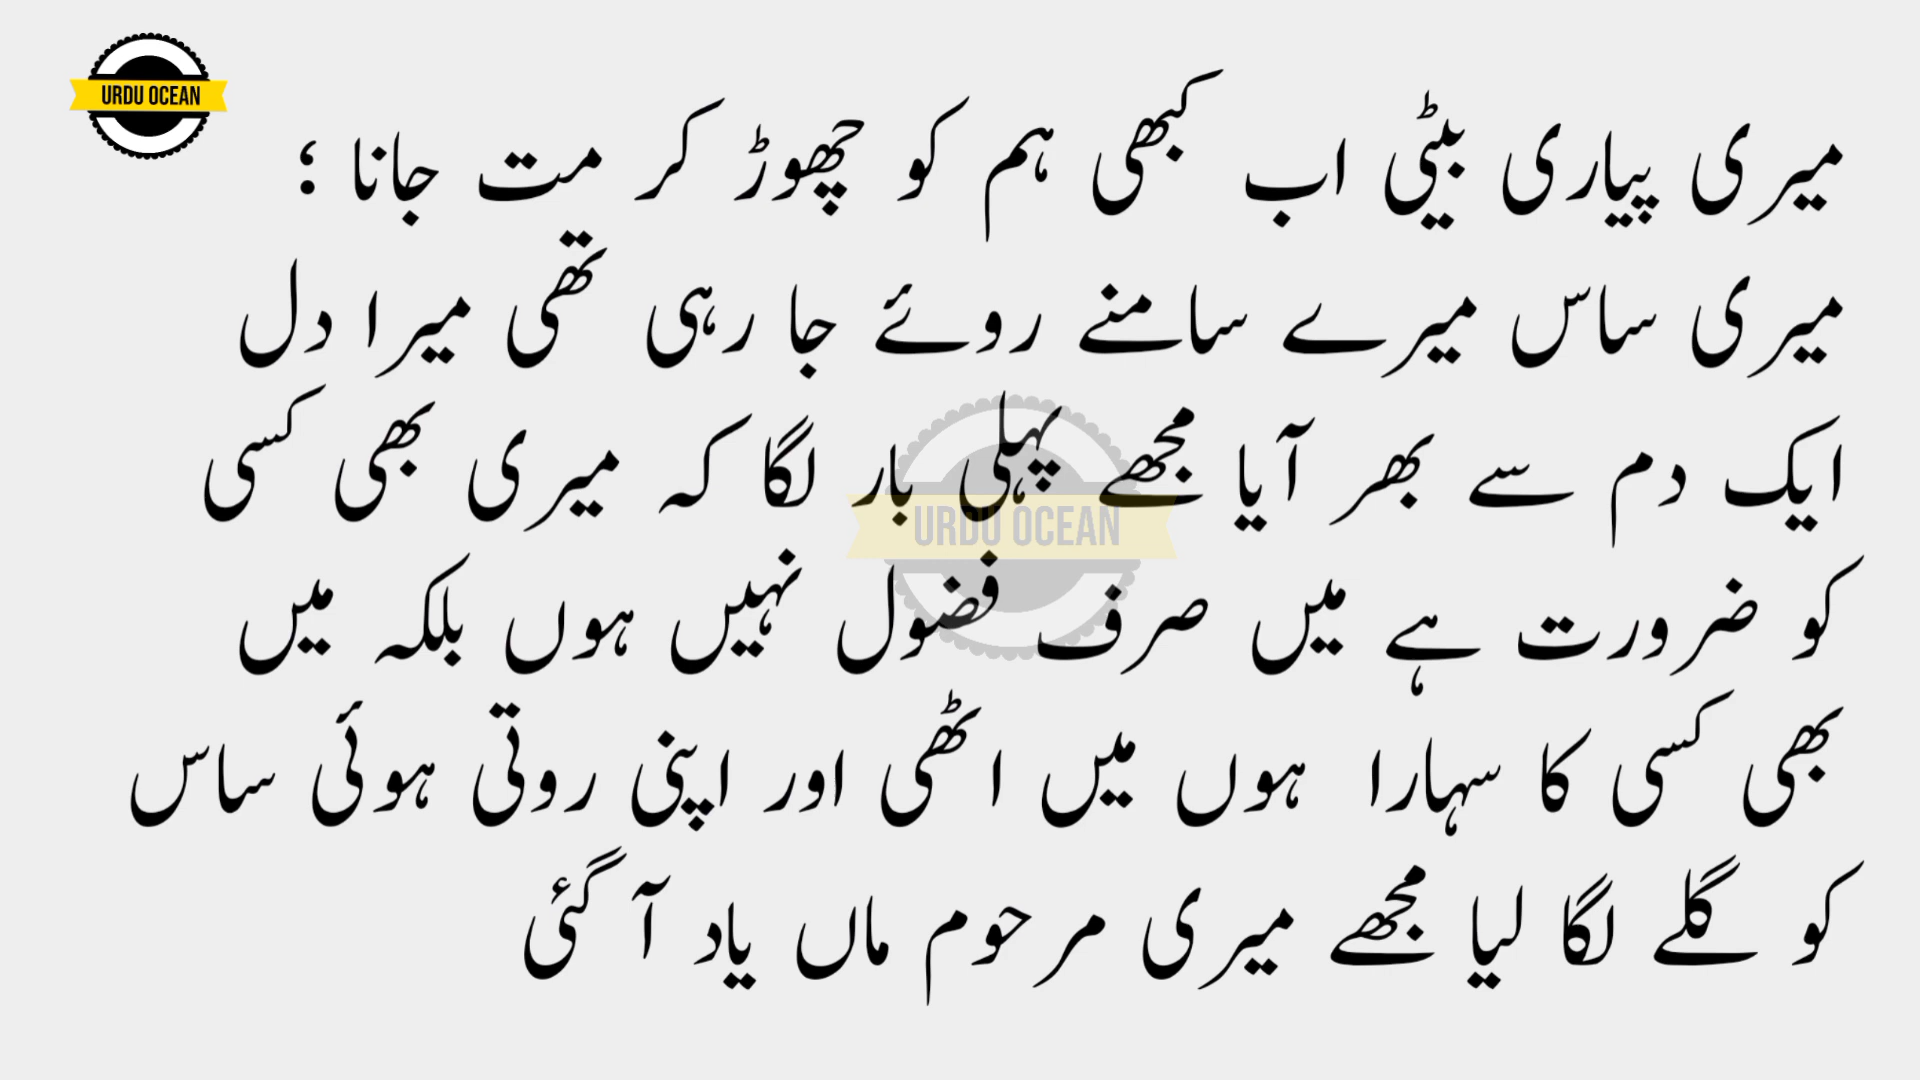 URDU OCEAN
میری پیاری بیٹی اب کبھی ہم کو چھوڑ کر مت جانا ؛
میری ساس میرے سامنے روئے جا رہی تھی میرا دل
ایک دم سے بھر آیا مجھے پہلی بار لگا کہ میری بھی کسی
URDU OCEAN
کو ضرورت ہے میں صرف فضول نہیں ہوں بلکہ میں
بھی کسی کا سہارا ہوں میں اٹھی اور اپنی روتی ہوئی ساس
کو گلے لگا لیا مجھے میری مرحوم ماں یاد آ گئی